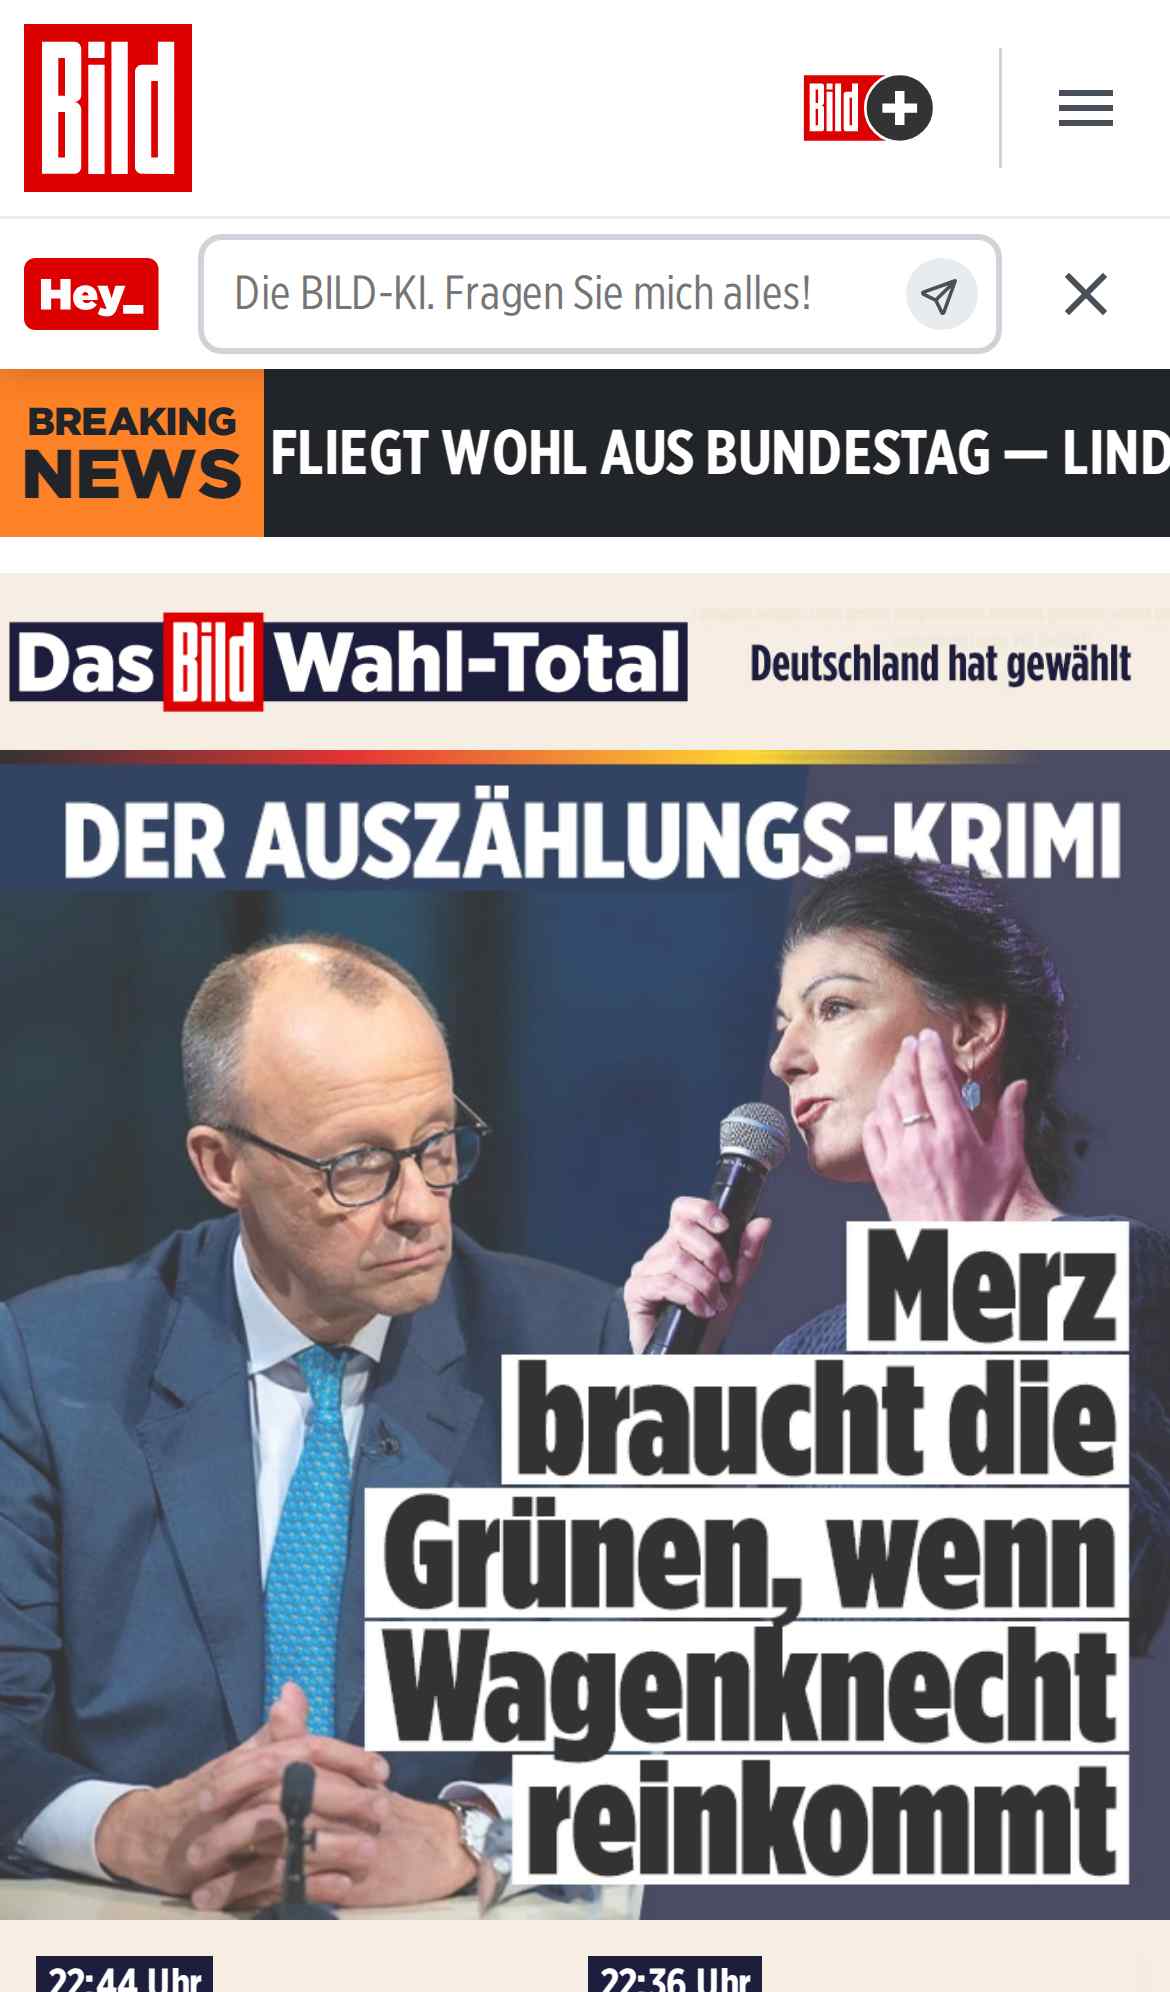 Bild
Bild
Hey_
Die BILD-KI. Fragen Sie mich alles!
BREAKING
NEWS
FLIEGT WOHL AUS BUNDESTAG — LIND
Das Bild Wahl-Total
Deutschland hat gewählt
DER AUSZÄHLUNGS-KRIMI
Merz
braucht die
Grünen, wenn
Wagenknecht
reinkommt
22:44 Uhr
22:36 Uhr